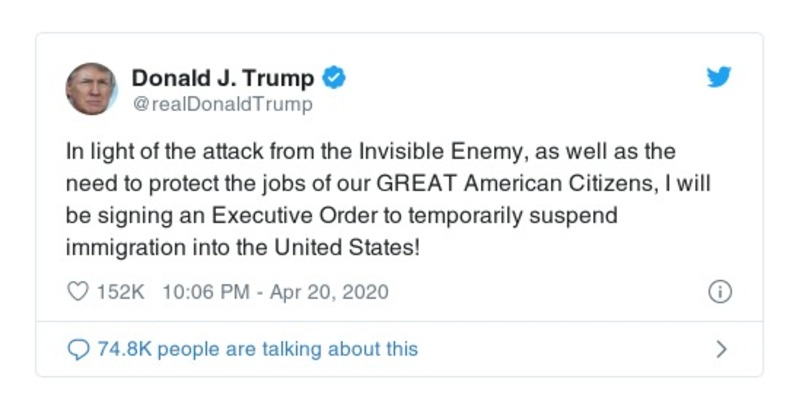 Donald J. Trump
@realDonaldTrump
In light of the attack from the Invisible Enemy, as well as the
need to protect the jobs of our GREAT American Citizens, I will
be signing an Executive Order to temporarily suspend
immigration into the United States!
152K 10:06 PM - Apr 20, 2020
74.8K people are talking about this